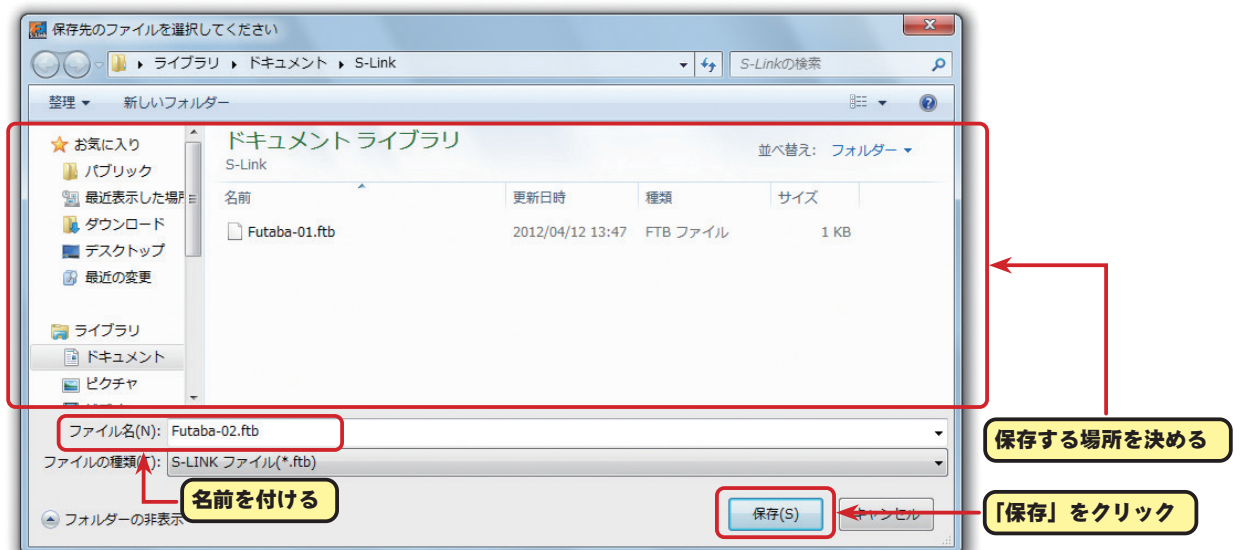 保存先のファイルを選択してください
ライブラリ ▸ ドキュメント ▸ S-Link
S-Linkの検索
整理 ▼ 新しいフォルダー
お気に入り
パブリック
最近表示した場所
ダウンロード
デスクトップ
最近の変更
ライブラリ
ドキュメント
ピクチャ
ドキュメント ライブラリ
S-Link
並べ替え: フォルダー ▼
名前 更新日時 種類 サイズ
Futaba-01.ftb 2012/04/12 13:47 FTB ファイル 1 KB
ファイル名(N): Futaba-02.ftb
ファイルの種類(T): S-LINK ファイル(*.ftb)
フォルダーの非表示
保存(S)
キャンセル
保存する場所を決める
名前を付ける
「保存」をクリック